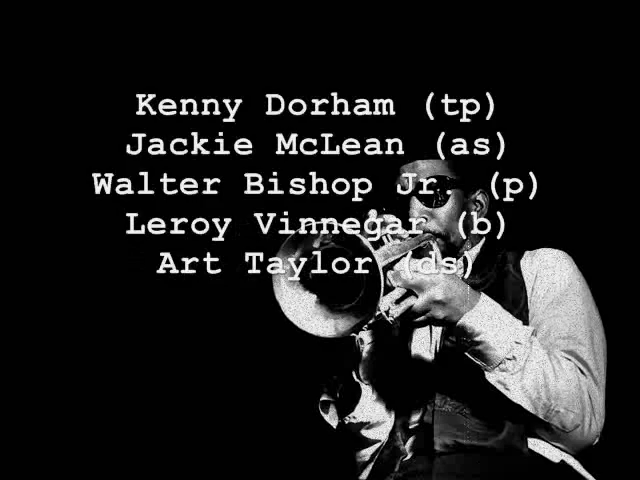 Kenny Dorham (tp)
Jackie McLean (as)
Walter Bishop Jr. (p)
Leroy Vinnegar (b)
Art Taylor (ds)